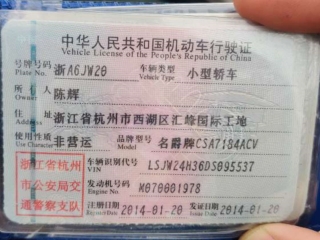 中华人民共和国机动车行驶证
Vehicle License of the People's Republic of China
号牌号码 浙A6JW20 车辆类型 小型轿车
Plate No. Vehicle Type
所有人 陈辉
Owner
住址 浙江省杭州市西湖区汇峰国际工地
Address
使用性质 非营运 品牌型号 名爵牌CSA7184ACV
Use Character Model
浙江省杭州市公安局交通警察支队
车辆识别代号 LSJW24H36DS095537
VIN
发动机号码 M070001978
Engine No.
注册日期 2014-01-20 发证日期 2014-01-20
Register Date Issue Date